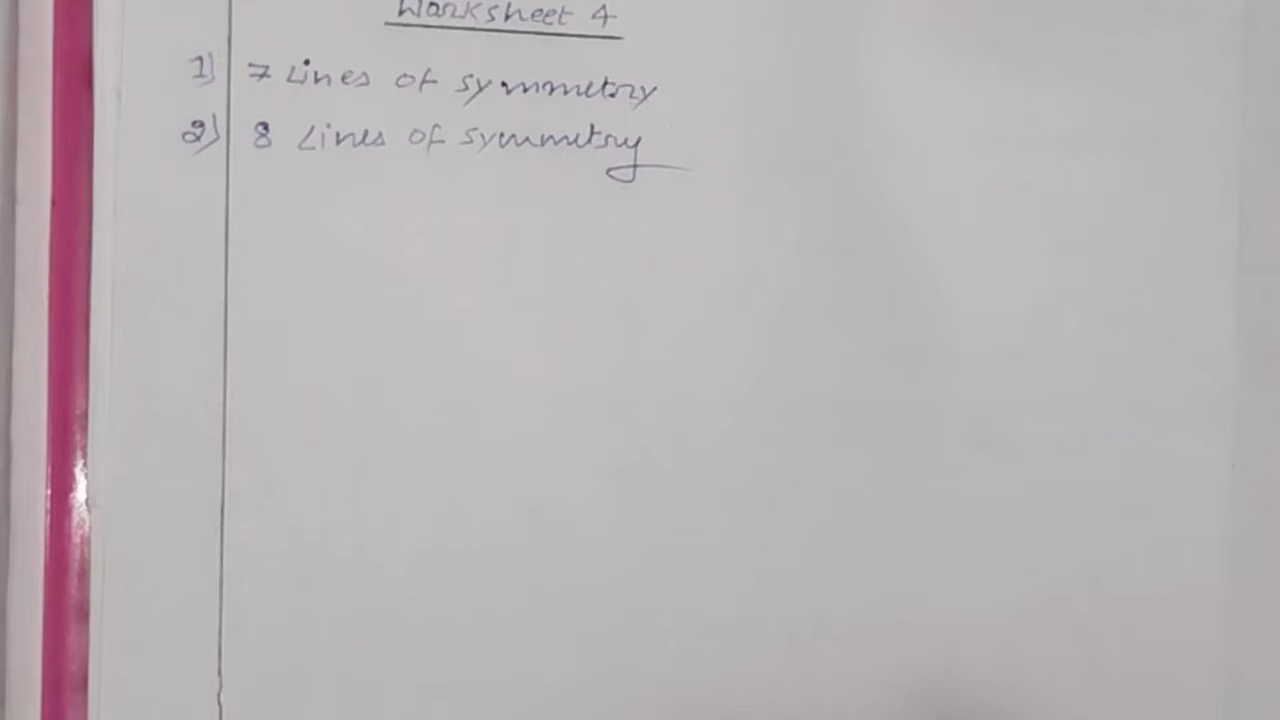 Worksheet 4
1) 7 Lines of symmetry
2) 8 Lines of symmetry